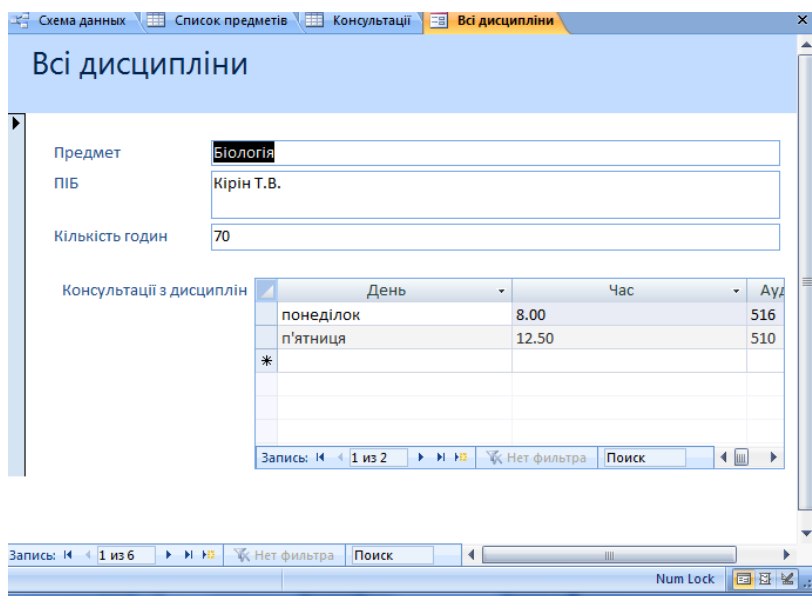 Схема данных Список предметів Консультації Всі дисципліни
Всі дисципліни
Предмет Біологія
ПІБ Кірін Т.В.
Кількість годин 70
Консультації з дисциплін День Час Ауд
понеділок 8.00 516
п'ятниця 12.50 510
Запись: 1 из 2 Нет фильтра Поиск
Запись: 1 из 6 Нет фильтра Поиск
Num Lock